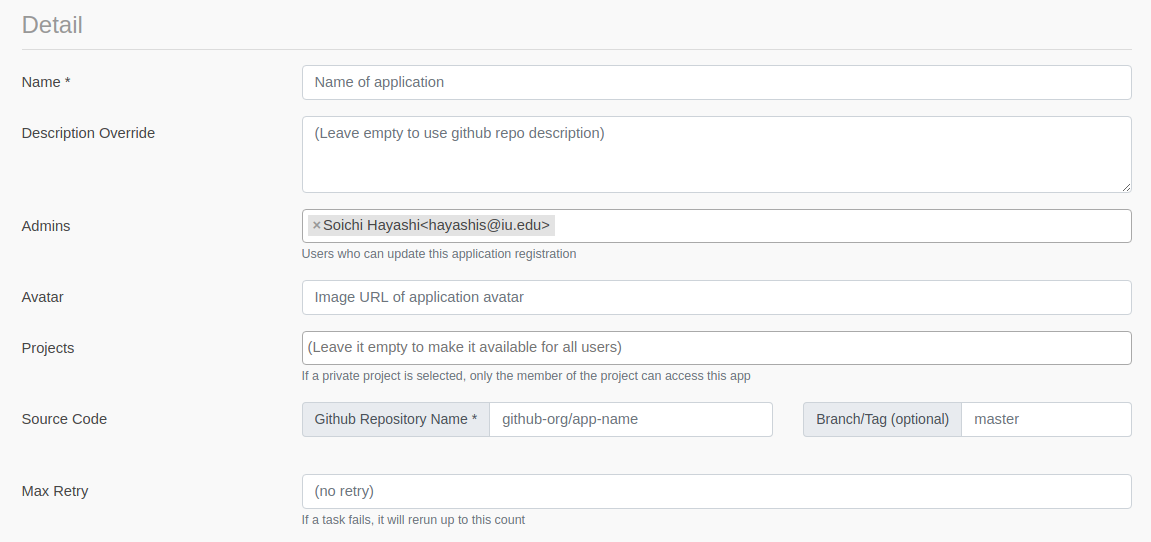 Detail
Name *
Name of application
Description Override
(Leave empty to use github repo description)
Admins
×Soichi Hayashi<hayashis@iu.edu>
Users who can update this application registration
Avatar
Image URL of application avatar
Projects
(Leave it empty to make it available for all users)
If a private project is selected, only the member of the project can access this app
Source Code
Github Repository Name * github-org/app-name Branch/Tag (optional) master
Max Retry
(no retry)
If a task fails, it will rerun up to this count